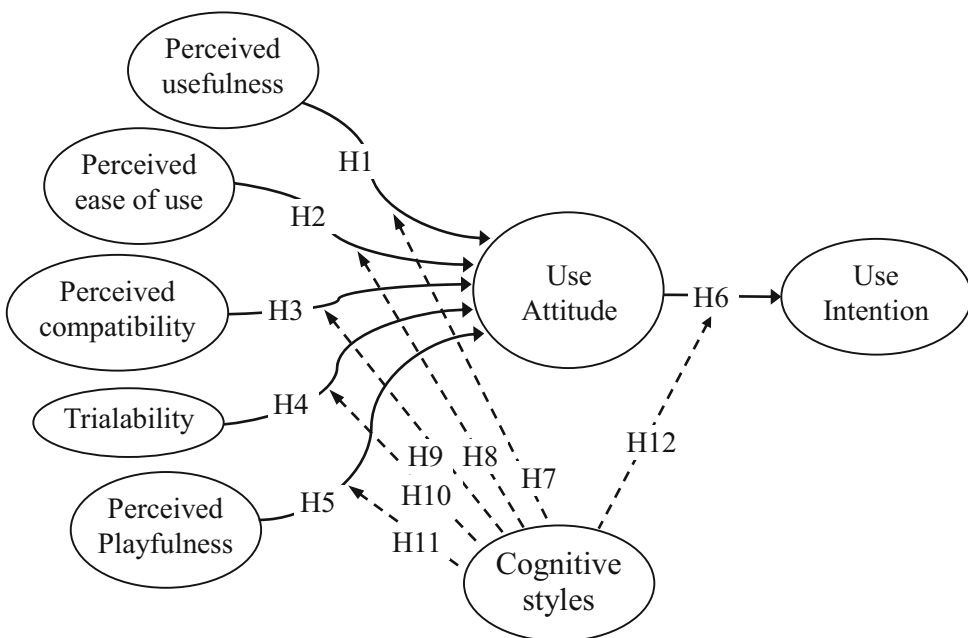 Perceived
usefulness
H1
Perceived
ease of use
H2
Use
Attitude
Use
Intention
H6
Perceived
compatibility
H3
Trialability
H4
H12
H9
H8
H7
H10
Perceived
Playfulness
H5
H11
Cognitive
styles